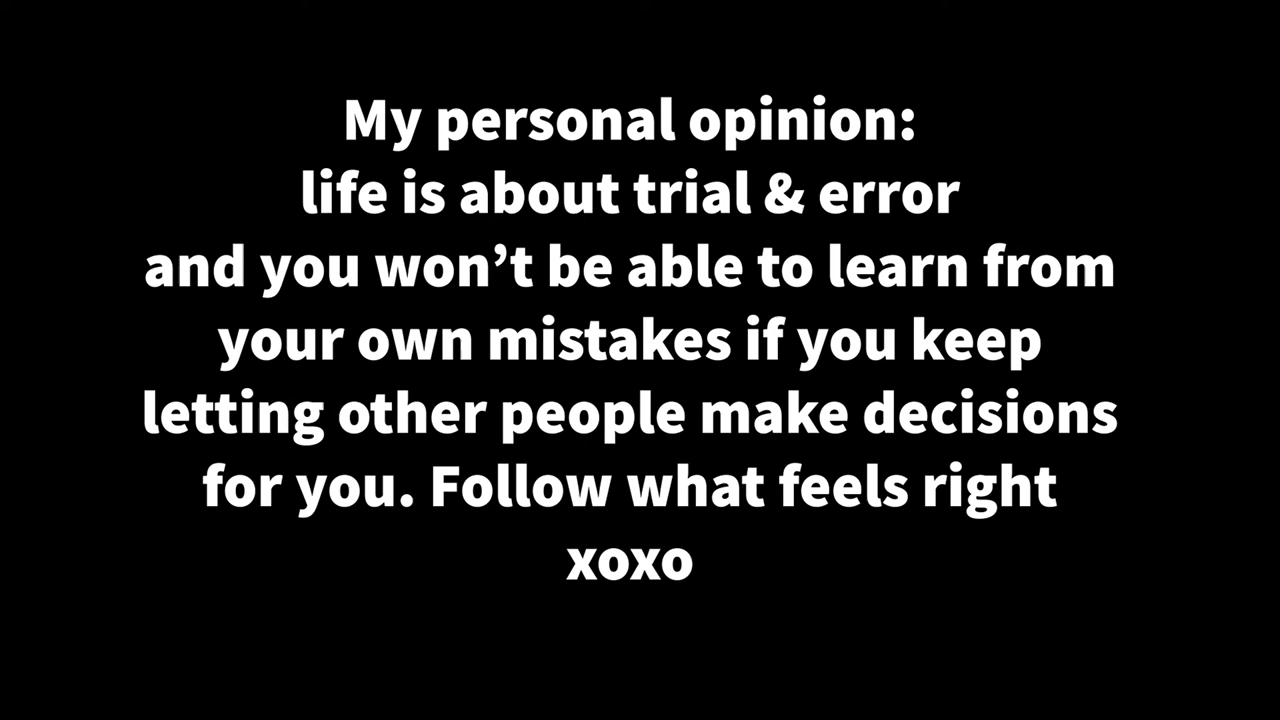 My personal opinion:
life is about trial & error
and you won’t be able to learn from
your own mistakes if you keep
letting other people make decisions
for you. Follow what feels right
xoxo